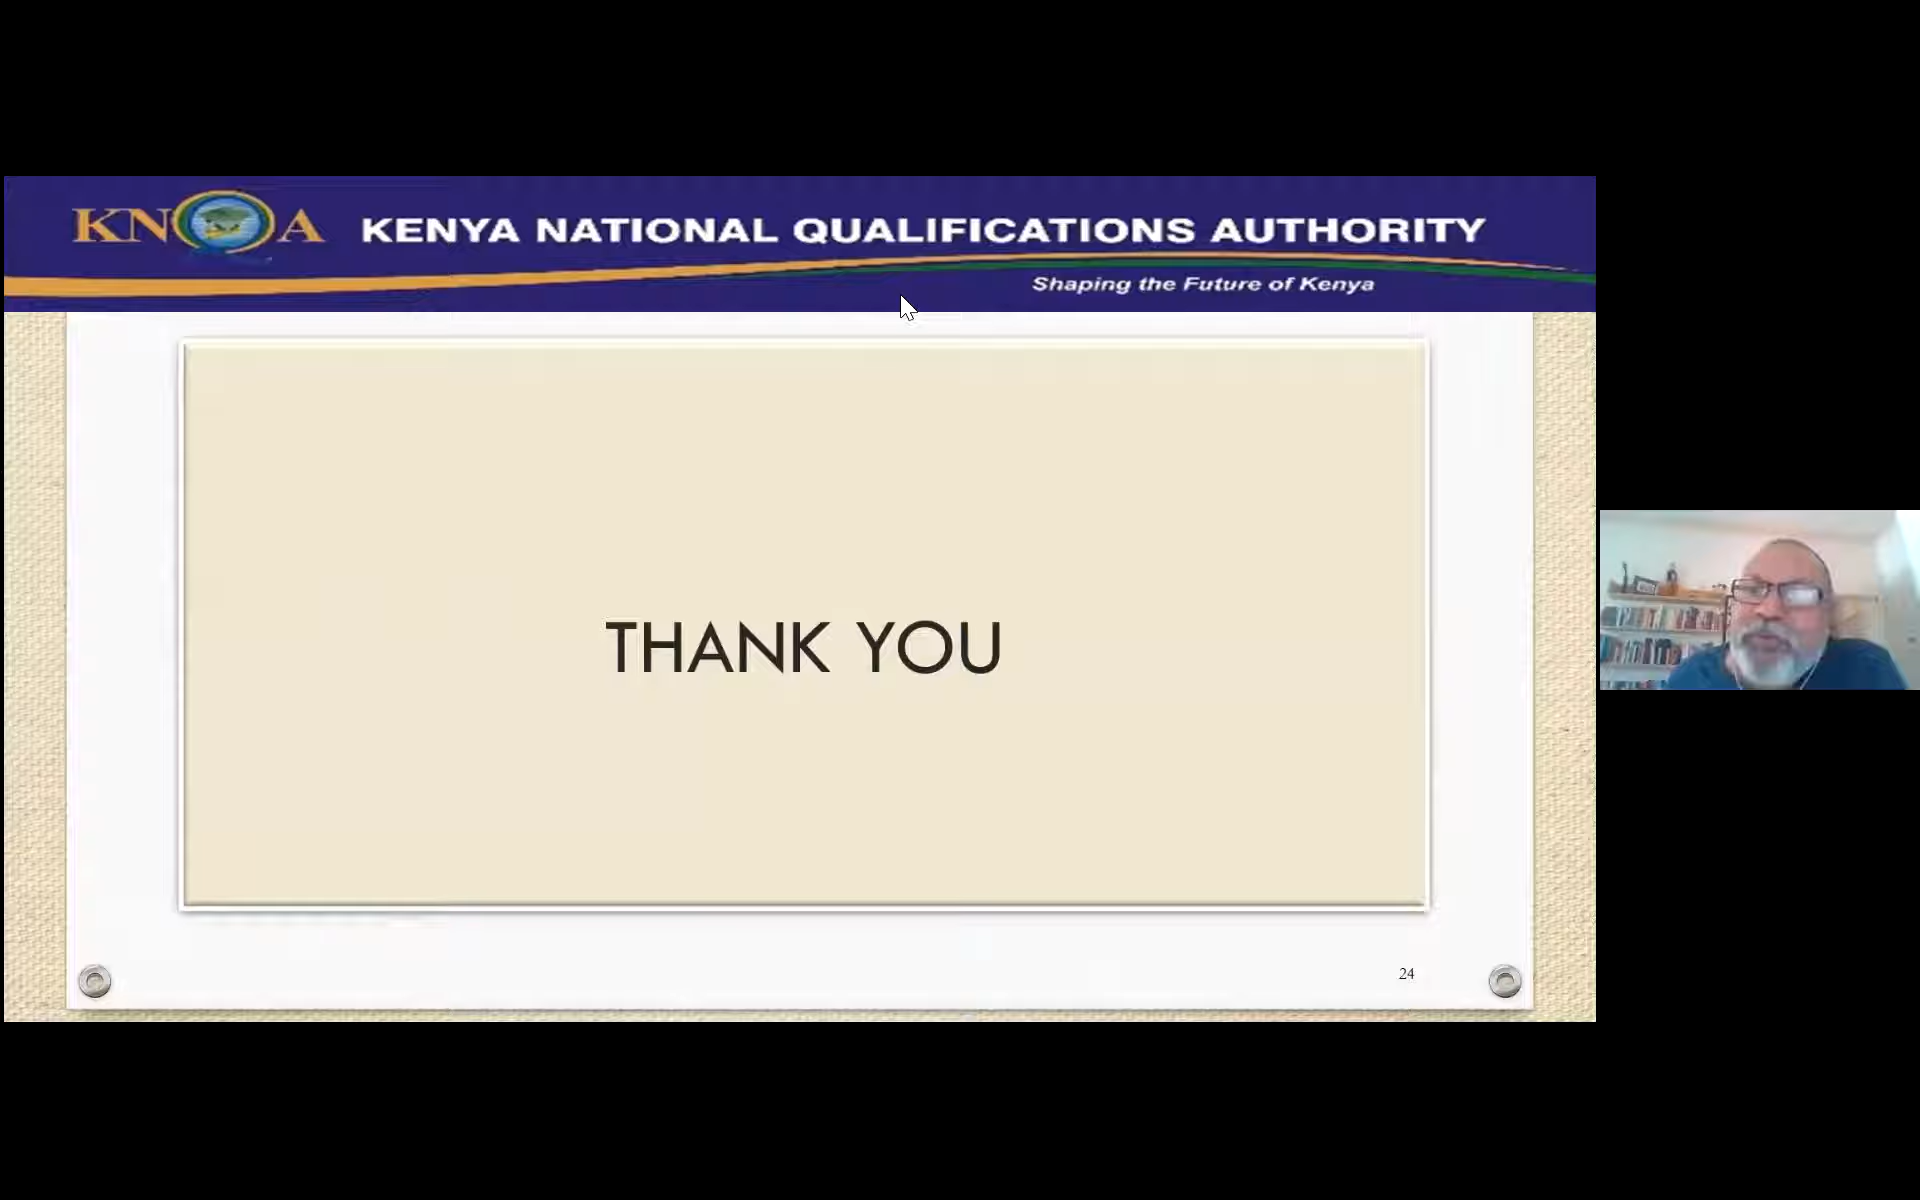 KNQA
KENYA NATIONAL QUALIFICATIONS AUTHORITY
Shaping the Future of Kenya
THANK YOU
24